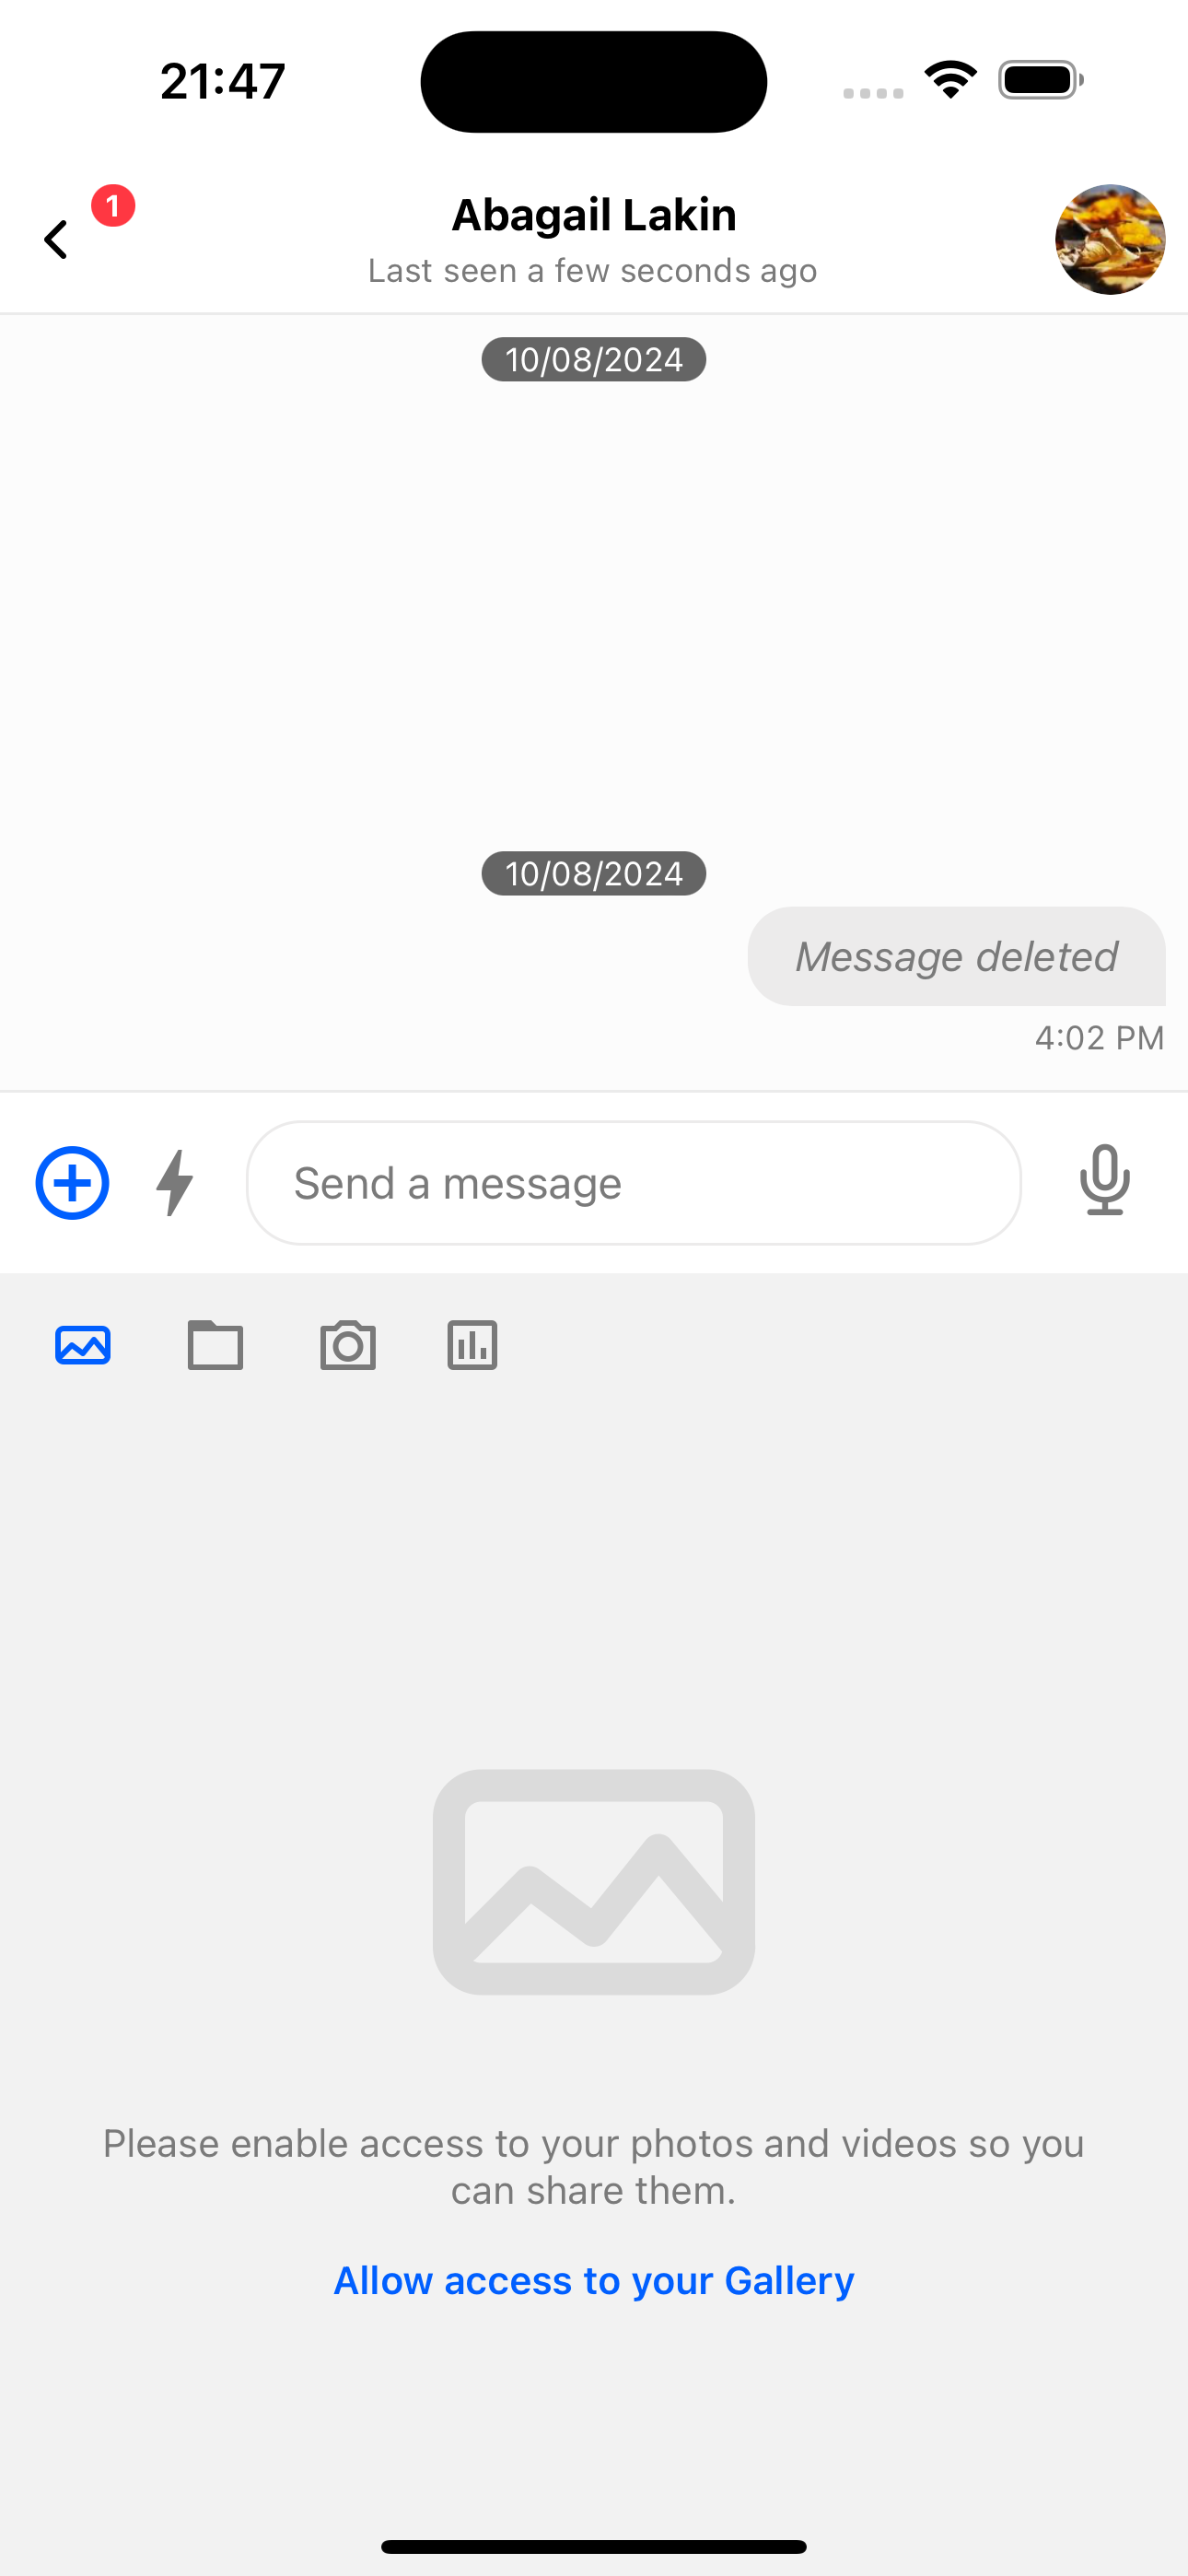 21:47
1
Abagail Lakin
Last seen a few seconds ago
10/08/2024
10/08/2024
Message deleted
4:02 PM
Send a message
Please enable access to your photos and videos so you
can share them.
Allow access to your Gallery